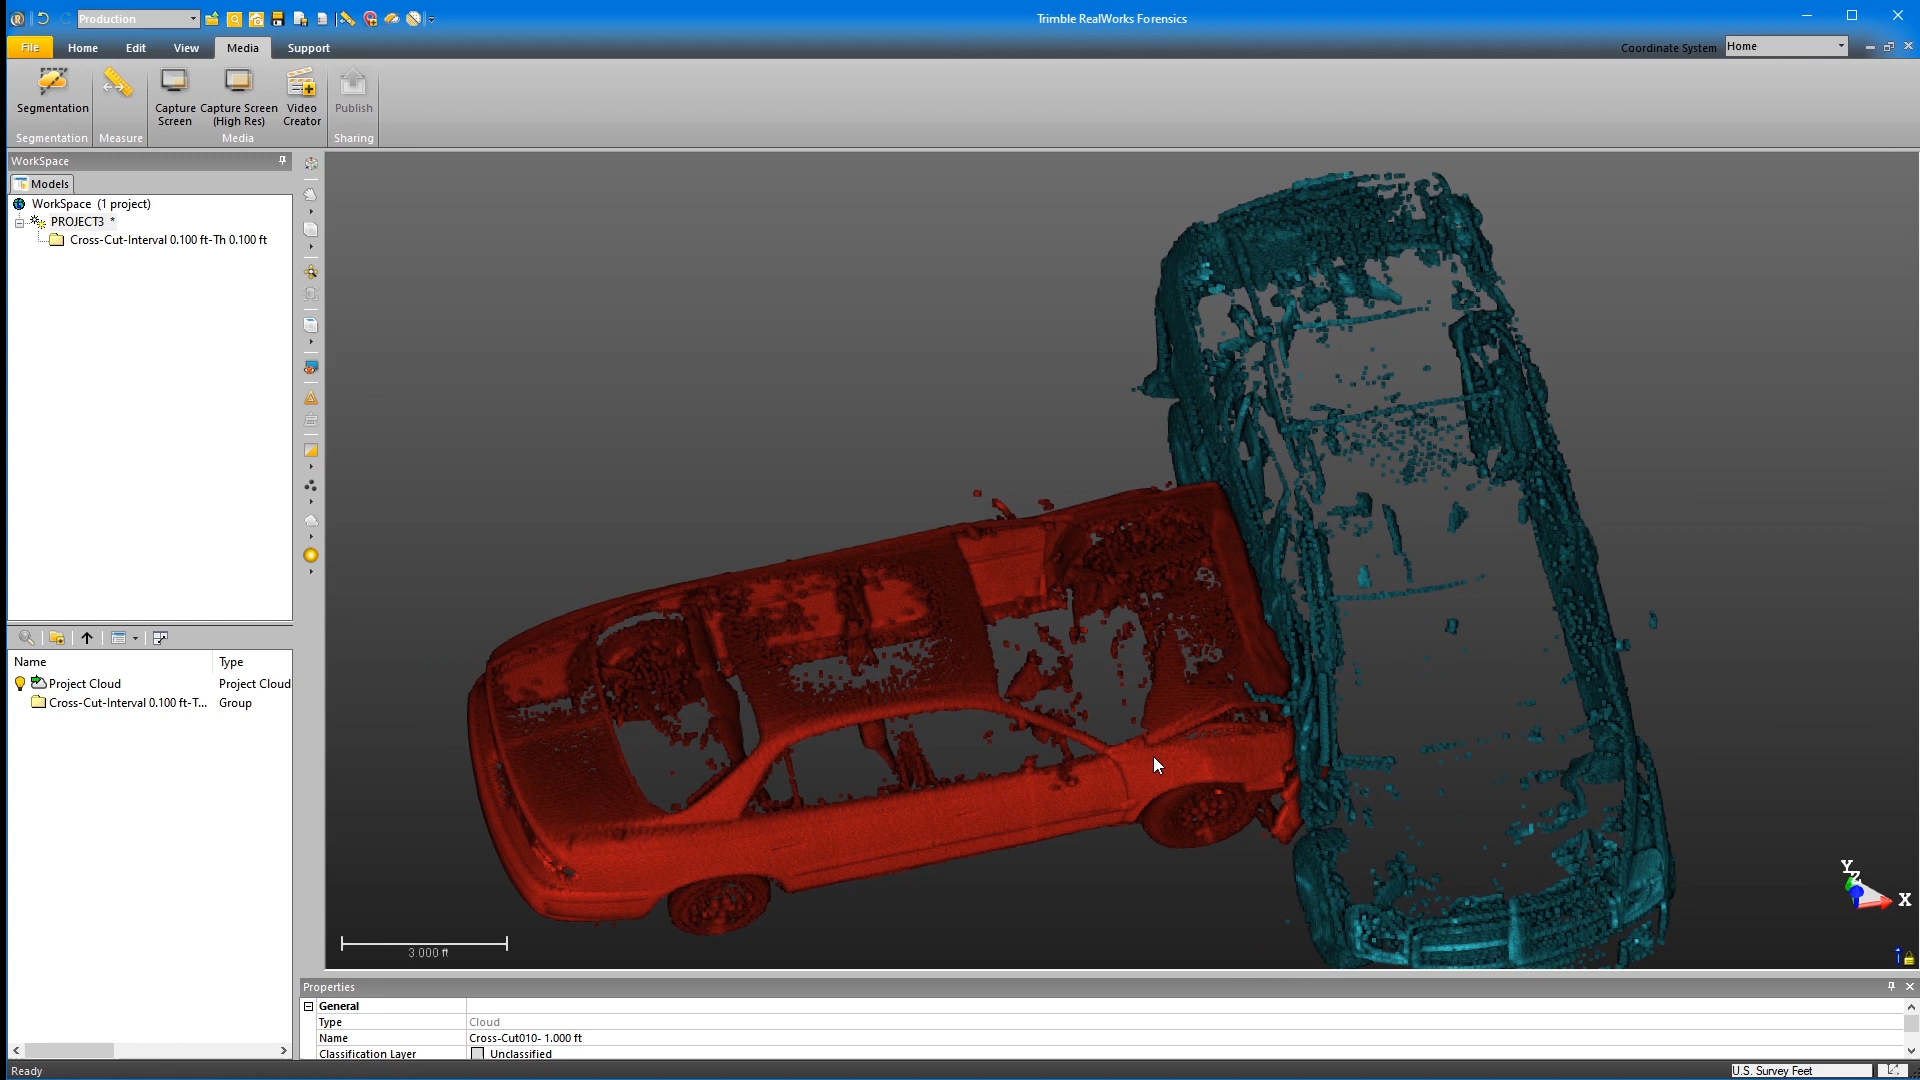 Production
Trimble RealWorks Forensics
File
Home
Edit
View
Media
Support
Coordinate System
Home
Segmentation
Capture Screen
Capture Screen (High Res)
Video Creator
Publish
Segmentation
Measure
Media
Sharing
WorkSpace
Models
WorkSpace (1 project)
PROJECT3 *
Cross-Cut-Interval 0.100 ft-Th 0.100 ft
Name
Type
Project Cloud
Project Cloud
Cross-Cut-Interval 0.100 ft-T...
Group
3.000 ft
Y
Z
X
Properties
General
Type
Cloud
Name
Cross-Cut010- 1.000 ft
Classification Layer
Unclassified
Ready
U.S. Survey Feet